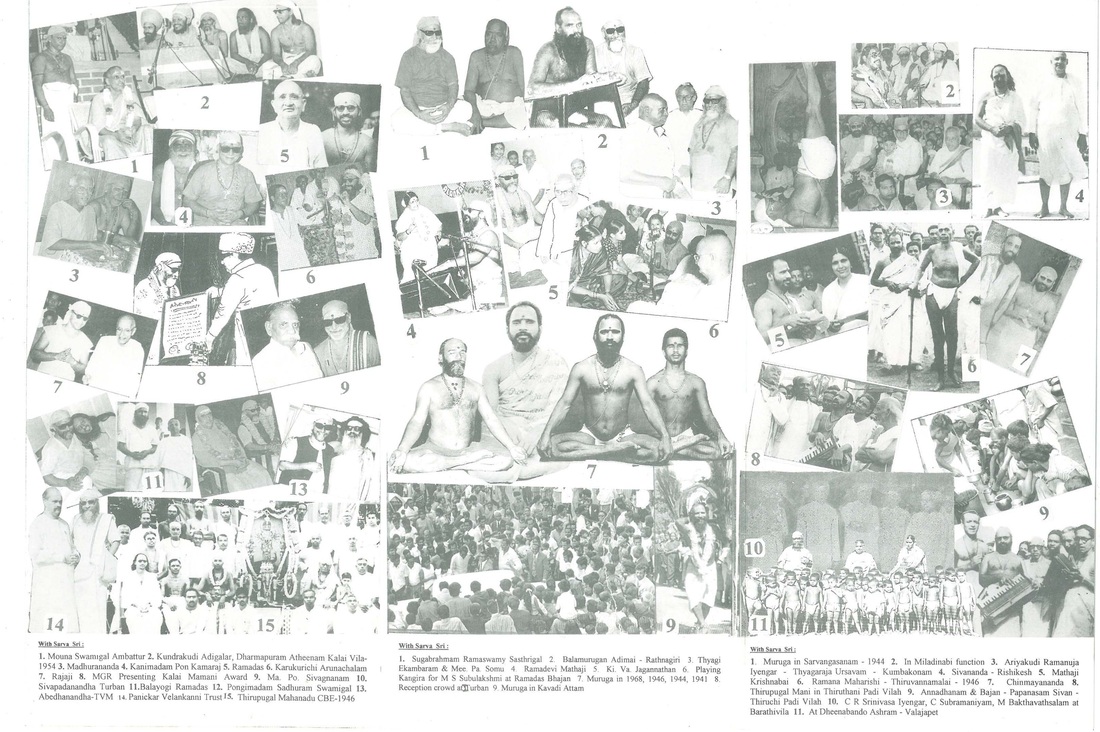 2
1
5
4
3
6
8
7
9
11
13
14
15
With Sarva Sri :
1. Mouna Swamigal Ambattur 2. Kundrakudi Adigalar, Dharmapuram Atheenam Kalai Vila-
1954 3. Madhurananda 4. Kanimadam Pon Kamaraj 5. Ramadas 6. Karukurichi Arunachalam
7. Rajaji 8. MGR Presenting Kalai Mamani Award 9. Ma. Po. Sivagnanam 10.
Sivapadanandha Turban 11.Balayogi Ramadas 12. Pongimadam Sadhuram Swamigal 13.
Abedhanandha-TVM 14. Panickar Velankanni Trust 15. Thirupugal Mahanadu CBE-1946
1
2
3
4
5
6
7
9
With Sarva Sri :
1. Sugabrahmam Ramaswamy Sasthrigal 2. Balamurugan Adimai - Rathnagiri 3. Thyagi
Ekambaram & Mee. Pa. Somu 4. Ramadevi Mathaji 5. Ki. Va. Jagannathan 6. Playing
Kangira for M S Subulakshmi at Ramadas Bhajan 7. Muruga in 1968, 1946, 1944, 1941 8.
Reception crowd a Turban 9. Muruga in Kavadi Attam
2
3
4
5
6
7
8
9
10
11
With Sarva Sri :
1. Muruga in Sarvangasanam - 1944 2. In Miladinabi function 3. Ariyakudi Ramanuja
Iyengar - Thyagaraja Ursavam - Kumbakonam 4. Sivananda - Rishikesh 5. Mathaji
Krishnabai 6. Ramana Maharishi - Thiruvannamalai - 1946 7. Chinmayananda 8.
Thirupugal Mani in Thiruthani Padi Vilah 9. Annadhanam & Bajan - Papanasam Sivan -
Thiruchi Padi Vilah 10. C R Srinivasa Iyengar, C Subramaniyam, M Bakthavathsalam at
Barathivila 11. At Dheenabando Ashram - Valajapet